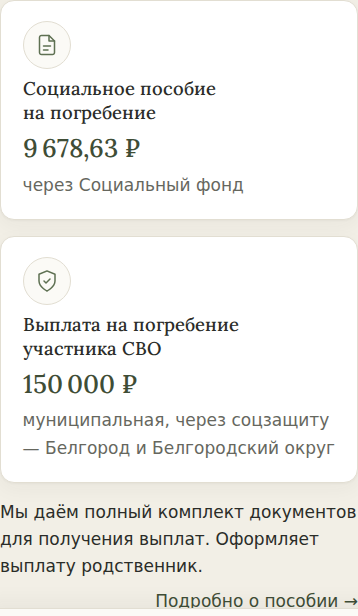 Социальное пособие
на погребение
9 678,63 ₽
через Социальный фонд
Выплата на погребение
участника СВО
150 000 ₽
муниципальная, через соцзащиту
— Белгород и Белгородский округ
Мы даём полный комплект документов
для получения выплат. Оформляет
выплату родственник.
Подробно о пособии →